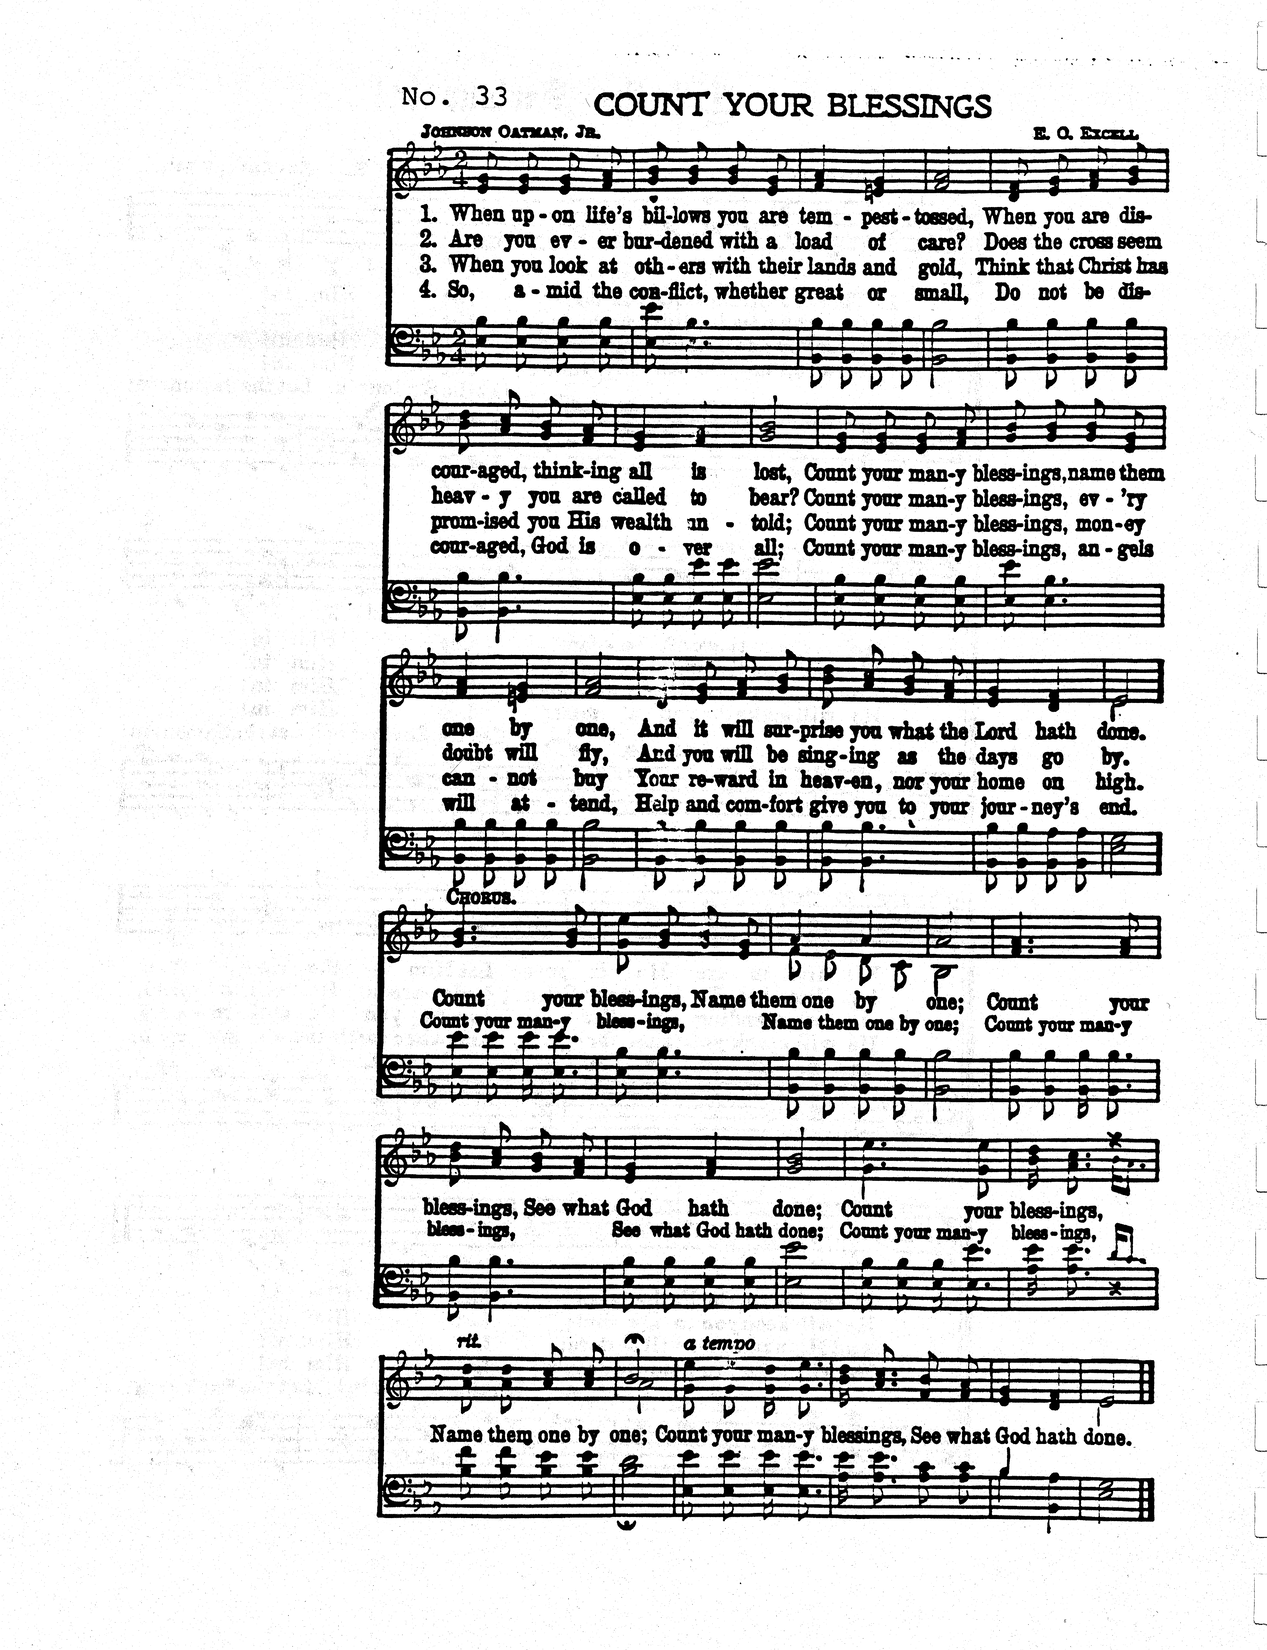 No. 33
COUNT YOUR BLESSINGS
JOHNSON OATMAN, JR. E. O. EXCELL
1. When up - on life's bil-lows you are tem - pest - tossed, When you are dis-
2. Are you ev - er bur-dened with a load of care? Does the cross seem
3. When you look at oth-ers with their lands and gold, Think that Christ has
4. So, a - mid the con-flict, whether great or small, Do not be dis-
cour-aged, think-ing all is lost, Count your man-y bless-ings, name them
heav - y you are called to bear? Count your man-y bless-ings, ev - 'ry
prom-ised you His wealth un - told; Count your man-y bless-ings, mon-ey
cour-aged, God is o - ver all; Count your man-y bless-ings, an-gels
one by one, And it will sur-prise you what the Lord hath done.
doubt will fly, And you will be sing-ing as the days go by.
can - not buy Your re-ward in heav-en, nor your home on high.
will at - tend, Help and com-fort give you to your jour-ney's end.
CHORUS.
Count your bless-ings, Name them one by one; Count your
Count your man-y bless-ings, Name them one by one; Count your man-y
bless-ings, See what God hath done; Count your bless-ings,
bless-ings, See what God hath done; Count your man-y bless-ings,
rit. a tempo
Name them one by one; Count your man-y blessings, See what God hath done.